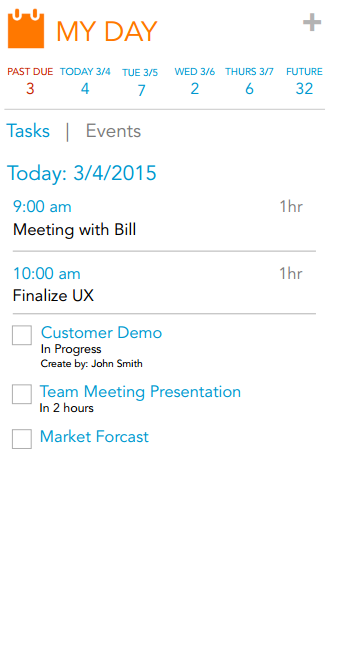 MY DAY +
PAST DUE TODAY 3/4 TUE 3/5 WED 3/6 THURS 3/7 FUTURE
3 4 7 2 6 32
Tasks | Events
Today: 3/4/2015
9:00 am 1hr
Meeting with Bill
10:00 am 1hr
Finalize UX
Customer Demo
In Progress
Create by: John Smith
Team Meeting Presentation
In 2 hours
Market Forcast